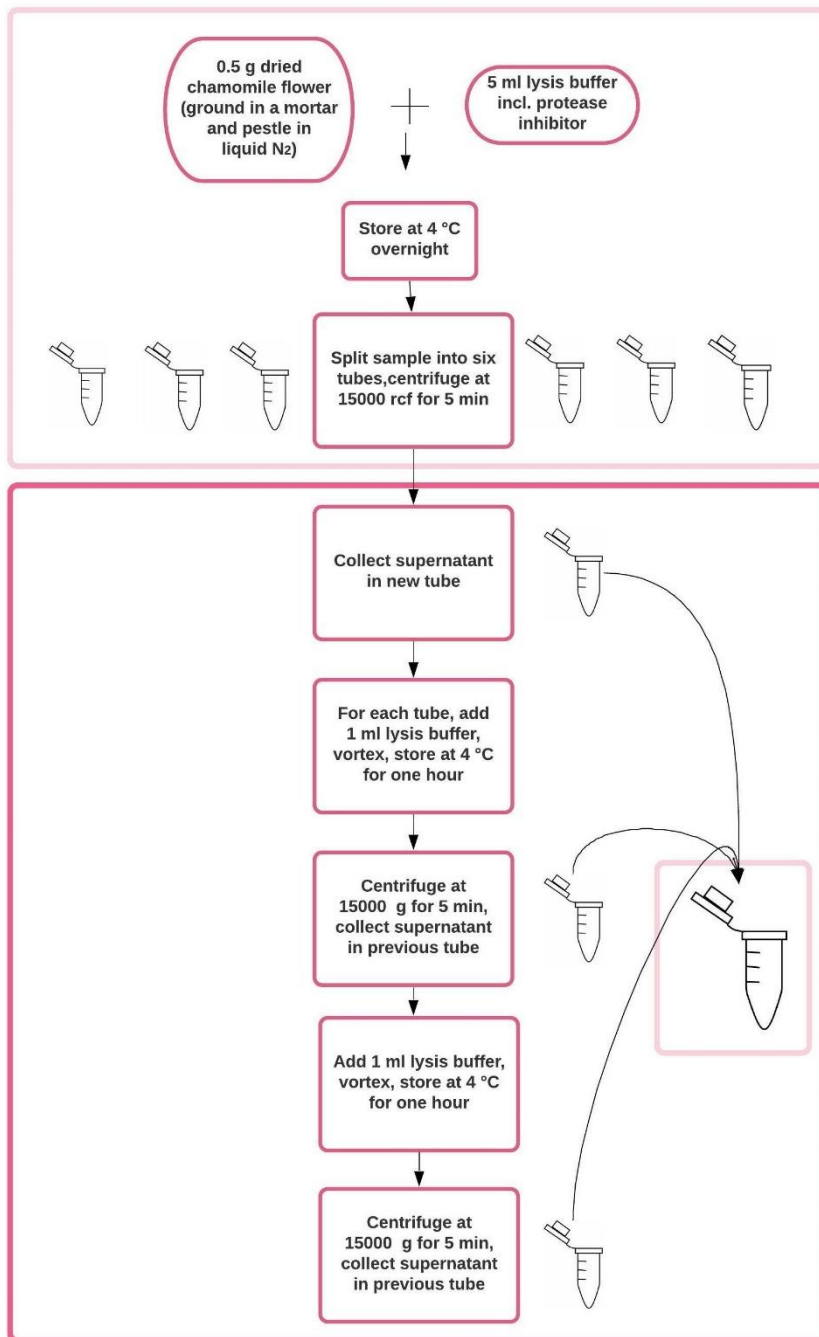 0.5 g dried
chamomile flower
(ground in a mortar
and pestle in
liquid N2)
5 ml lysis buffer
incl. protease
inhibitor
Store at 4 °C
overnight
Split sample into six
tubes,centrifuge at
15000 rcf for 5 min
Collect supernatant
in new tube
For each tube, add
1 ml lysis buffer,
vortex, store at 4 °C
for one hour
Centrifuge at
15000 g for 5 min,
collect supernatant
in previous tube
Add 1 ml lysis buffer,
vortex, store at 4 °C
for one hour
Centrifuge at
15000 g for 5 min,
collect supernatant
in previous tube